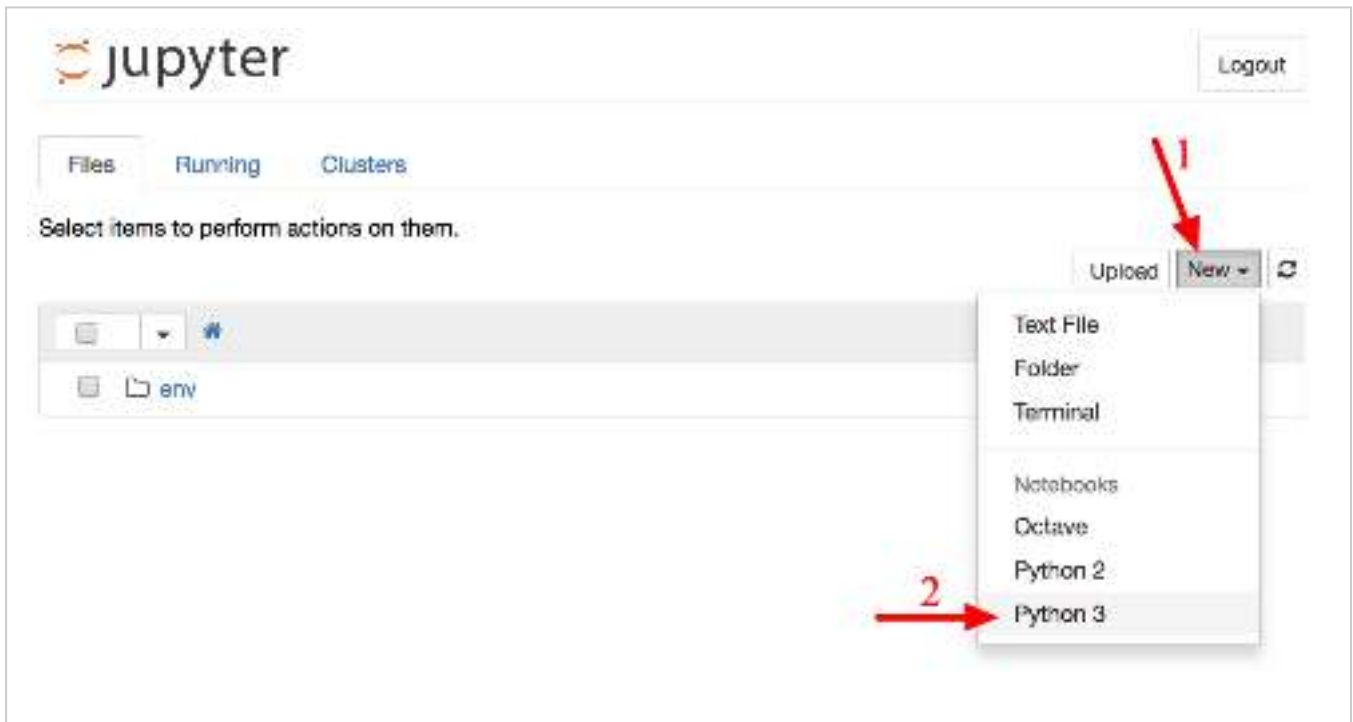 jupyter
Logout
Files Running Clusters
1
Select items to perform actions on them.
Upload New
env
Text File
Folder
Terminal
Notebooks
Octave
Python 2
2
Python 3